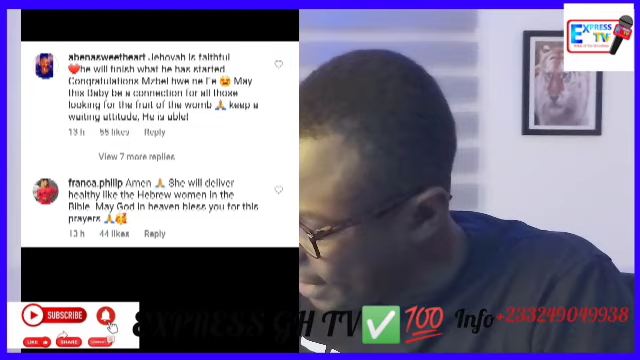 abenasweetheart Jehovah is faithful
❤️he will finish what he has started
Congratulations Mzhel hwe ne fe 😍 May
this Baby be a connection for all those
looking for the fruit of the womb 🙏 keep a
waiting attitude, He is able!
13 h 55 likes Reply
View 7 more replies
franca.philip Amen 🙏 She will deliver
healthy like the Hebrew women in the
Bible May God in heaven bless you for this
prayers 🙏🥰
13 h 44 likes Reply
EXPRESS
TV
SUBSCRIBE
LIKE SHARE
EXPRESS GH TV✅💯 Info+233249049938